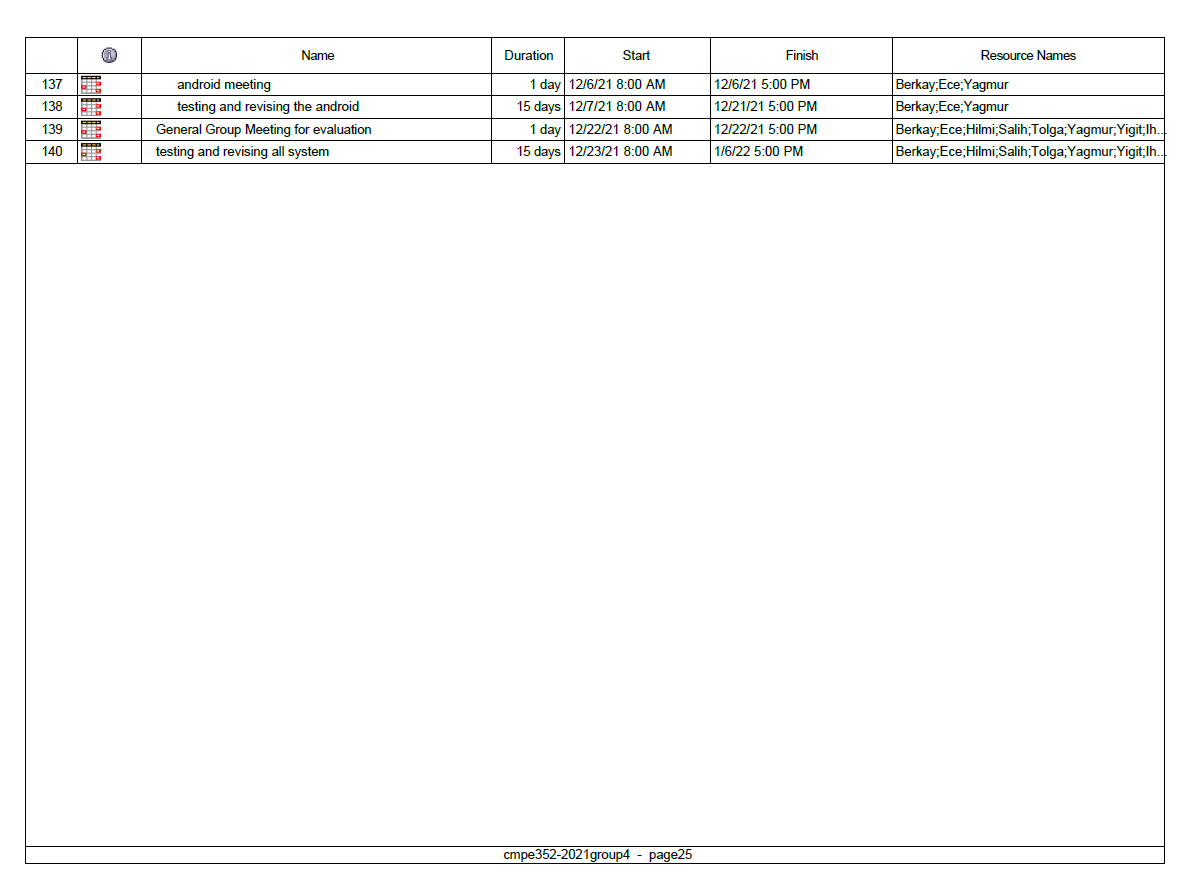 Name Duration Start Finish Resource Names
137 android meeting 1 day 12/6/21 8:00 AM 12/6/21 5:00 PM Berkay;Ece;Yagmur
138 testing and revising the android 15 days 12/7/21 8:00 AM 12/21/21 5:00 PM Berkay;Ece;Yagmur
139 General Group Meeting for evaluation 1 day 12/22/21 8:00 AM 12/22/21 5:00 PM Berkay;Ece;Hilmi;Salih;Tolga;Yagmur;Yigit;Ih...
140 testing and revising all system 15 days 12/23/21 8:00 AM 1/6/22 5:00 PM Berkay;Ece;Hilmi;Salih;Tolga;Yagmur;Yigit;Ih...
cmpe352-2021group4 - page25